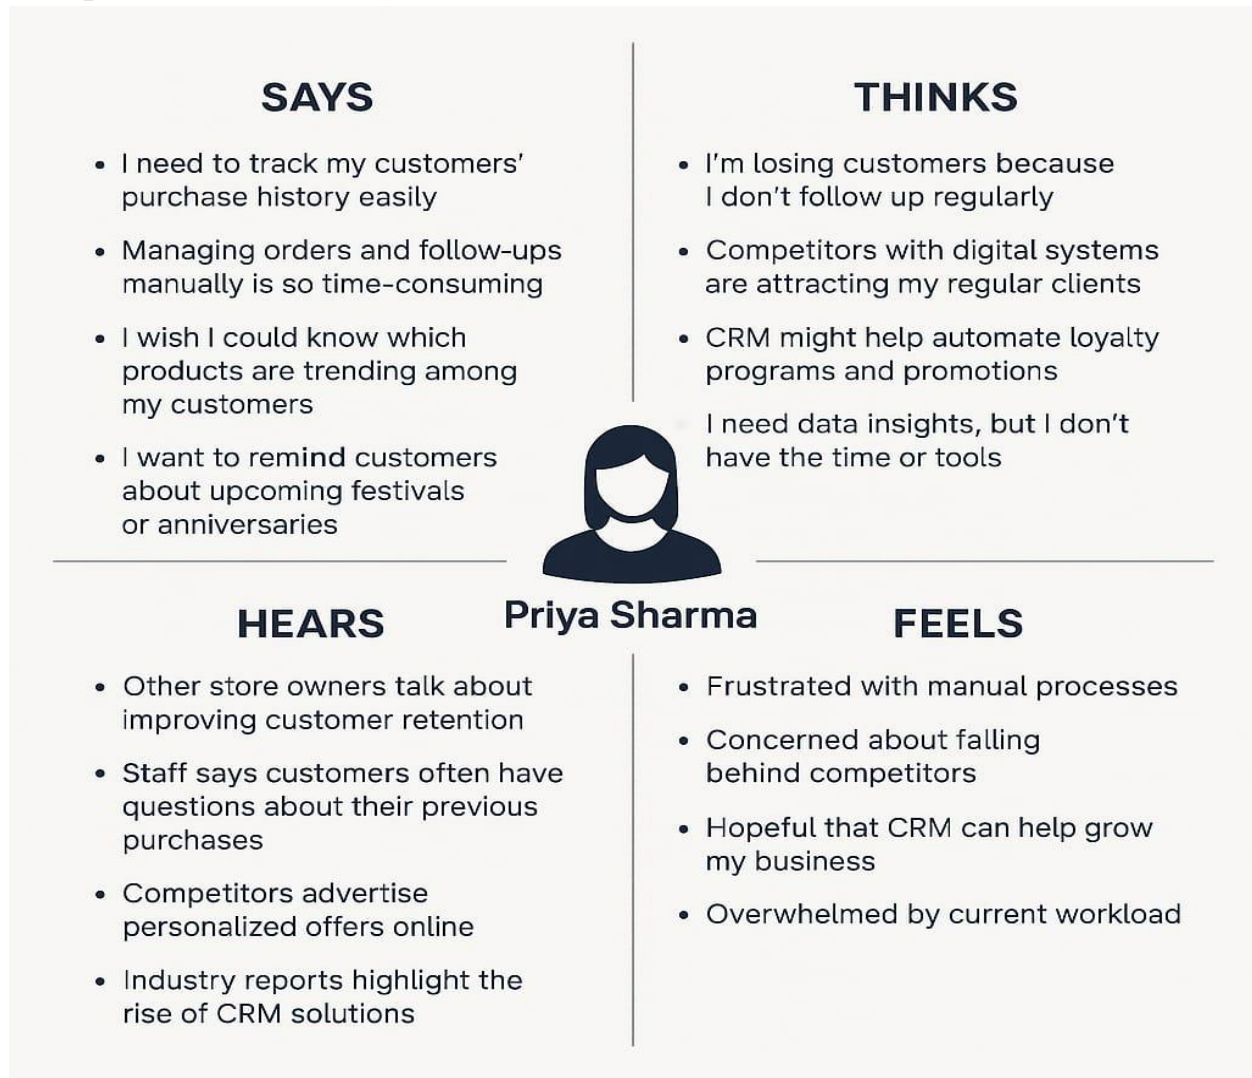 SAYS
• I need to track my customers'
purchase history easily
• Managing orders and follow-ups
manually is so time-consuming
• I wish I could know which
products are trending among
my customers
• I want to remind customers
about upcoming festivals
or anniversaries
THINKS
• I'm losing customers because
I don't follow up regularly
• Competitors with digital systems
are attracting my regular clients
• CRM might help automate loyalty
programs and promotions
I need data insights, but I don't
have the time or tools
Priya Sharma
HEARS
• Other store owners talk about
improving customer retention
• Staff says customers often have
questions about their previous
purchases
• Competitors advertise
personalized offers online
• Industry reports highlight the
rise of CRM solutions
FEELS
• Frustrated with manual processes
• Concerned about falling
behind competitors
• Hopeful that CRM can help grow
my business
• Overwhelmed by current workload